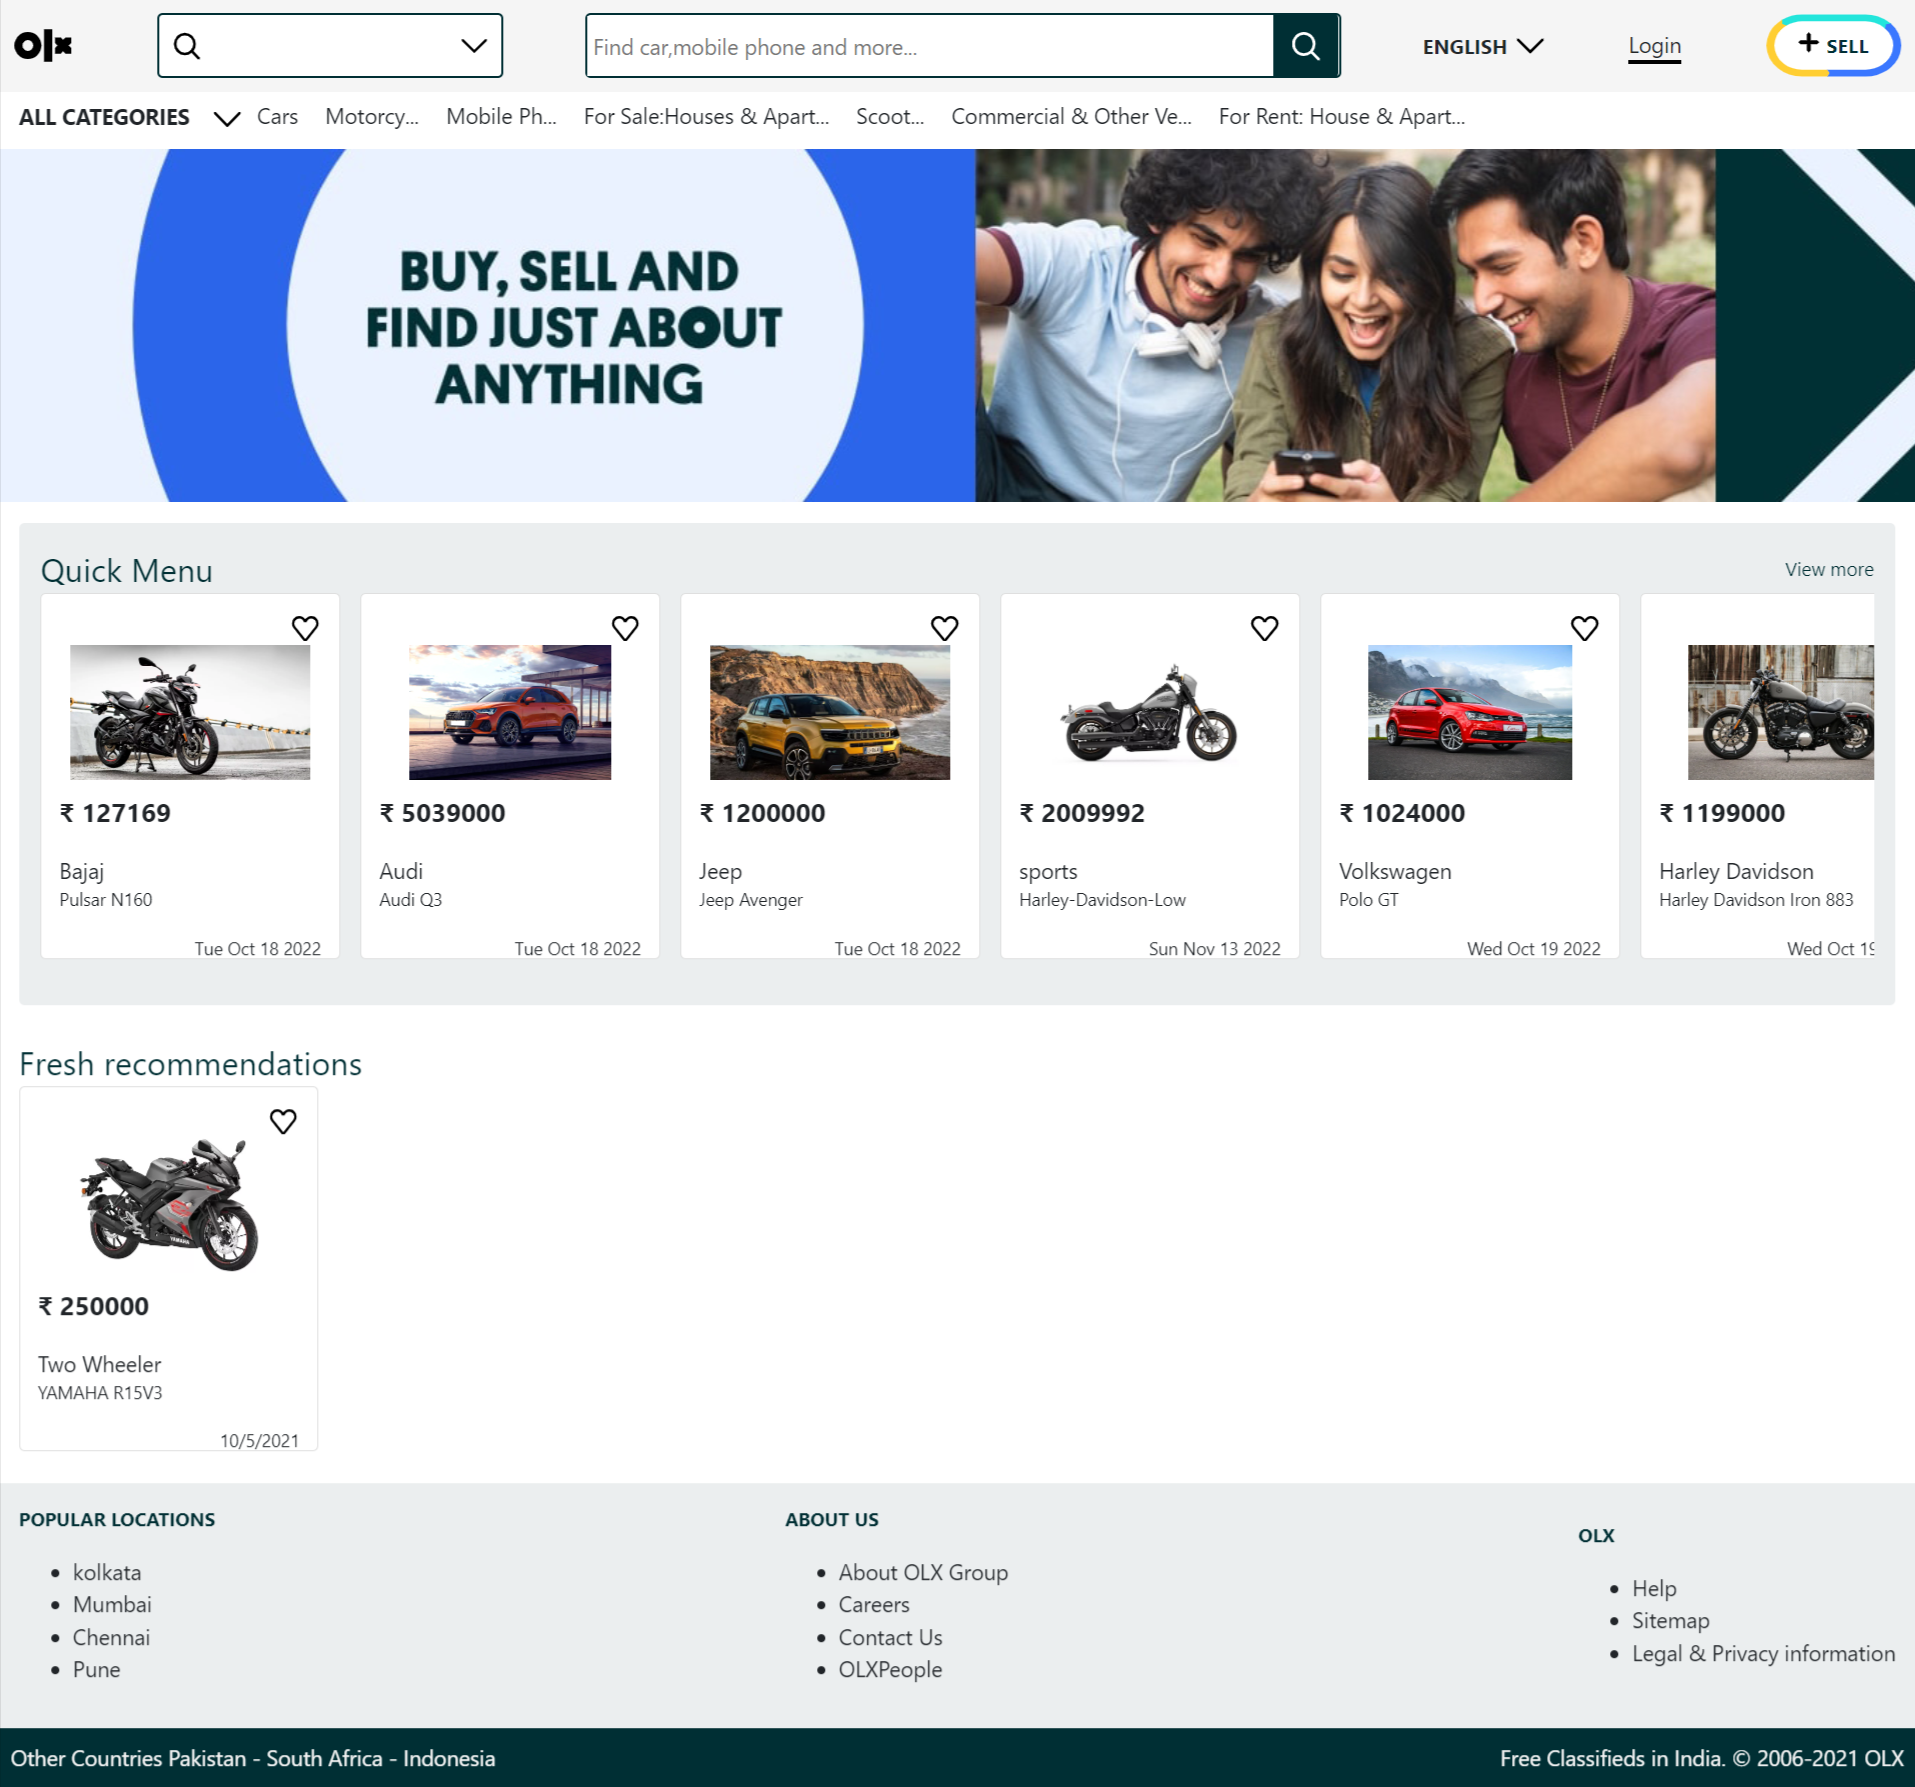 olx
Find car,mobile phone and more...
ENGLISH
Login
+ SELL
ALL CATEGORIES
Cars
Motorcy...
Mobile Ph...
For Sale:Houses & Apart...
Scoot...
Commercial & Other Ve...
For Rent: House & Apart...
BUY, SELL AND
FIND JUST ABOUT
ANYTHING
Quick Menu
View more
₹ 127169
Bajaj
Pulsar N160
Tue Oct 18 2022
₹ 5039000
Audi
Audi Q3
Tue Oct 18 2022
₹ 1200000
Jeep
Jeep Avenger
Tue Oct 18 2022
₹ 2009992
sports
Harley-Davidson-Low
Sun Nov 13 2022
₹ 1024000
Volkswagen
Polo GT
Wed Oct 19 2022
₹ 1199000
Harley Davidson
Harley Davidson Iron 883
Wed Oct 19
Fresh recommendations
YAMAHA
₹ 250000
Two Wheeler
YAMAHA R15V3
10/5/2021
POPULAR LOCATIONS
• kolkata
• Mumbai
• Chennai
• Pune
ABOUT US
• About OLX Group
• Careers
• Contact Us
• OLXPeople
OLX
• Help
• Sitemap
• Legal & Privacy information
Other Countries Pakistan - South Africa - Indonesia
Free Classifieds in India. © 2006-2021 OLX